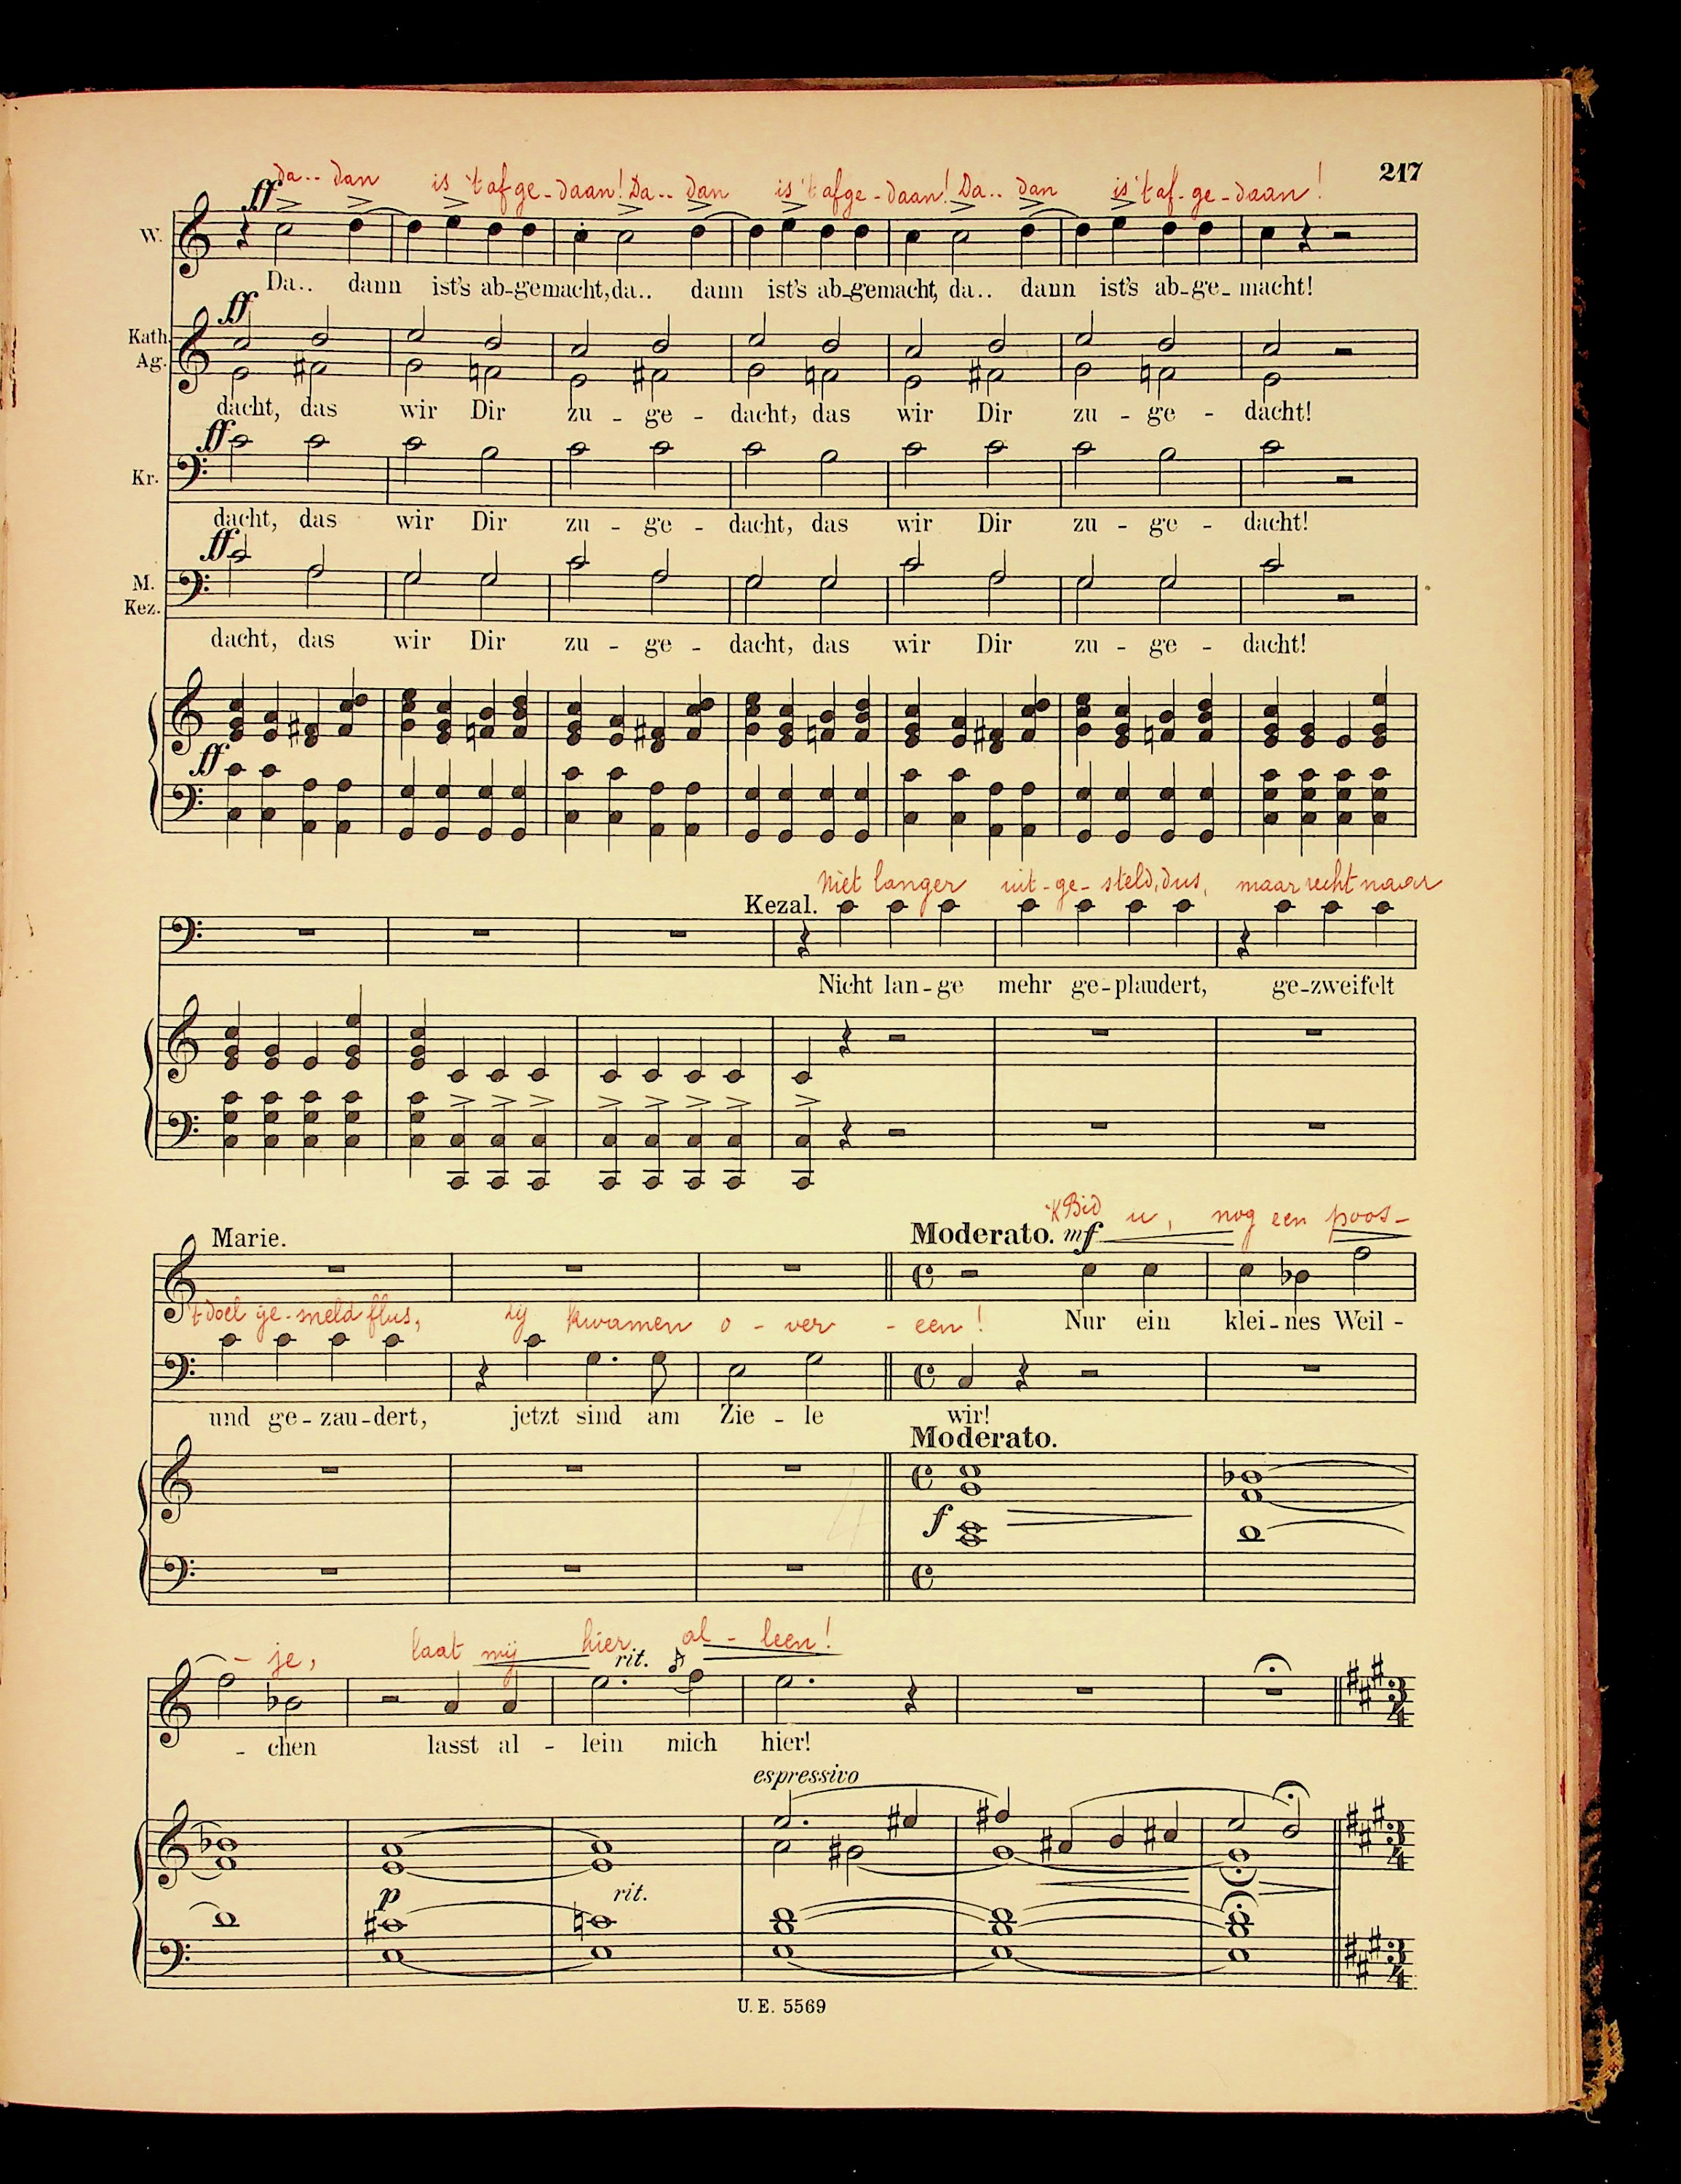 217
Da.. dan is 't afge-daan! Da.. dan is 't afge-daan! Da.. dan is 't af-ge-daan!
ff
W.
Da.. dann ist's ab-gemacht, da.. dann ist's ab-gemacht, da.. dann ist's ab-ge-macht!
ff
Kath.
Ag.
dacht, das wir Dir zu - ge - dacht, das wir Dir zu - ge - dacht!
ff
Kr.
dacht, das wir Dir zu - ge - dacht, das wir Dir zu - ge - dacht!
ff
M.
Kez.
dacht, das wir Dir zu - ge - dacht, das wir Dir zu - ge - dacht!
ff
Niet langer uit-ge-steld, dus, maar recht naar
Kezal.
Nicht lan-ge mehr ge-plaudert, ge-zweifelt
'k Bid u, nog een poos-
Marie.
Moderato. mf
Nur ein klei-nes Weil-
't doel ge-meld flus, zij kwamen o - ver - een!
und ge-zau-dert, jetzt sind am Zie - le wir!
Moderato.
f
- je, laat mij hier al - leen!
rit.
- chen lasst al - lein mich hier!
espressivo
p rit.
3/4
U. E. 5569